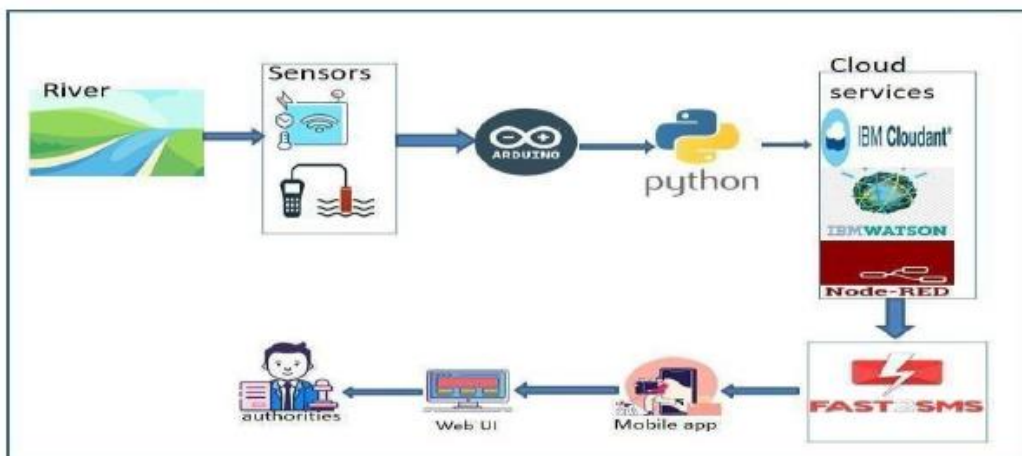 River
Sensors
ARDUINO
python
Cloud
services
IBM Cloudant®
IBMWATSON
Node-RED
FAST2SMS
Mobile app
Web UI
authorities